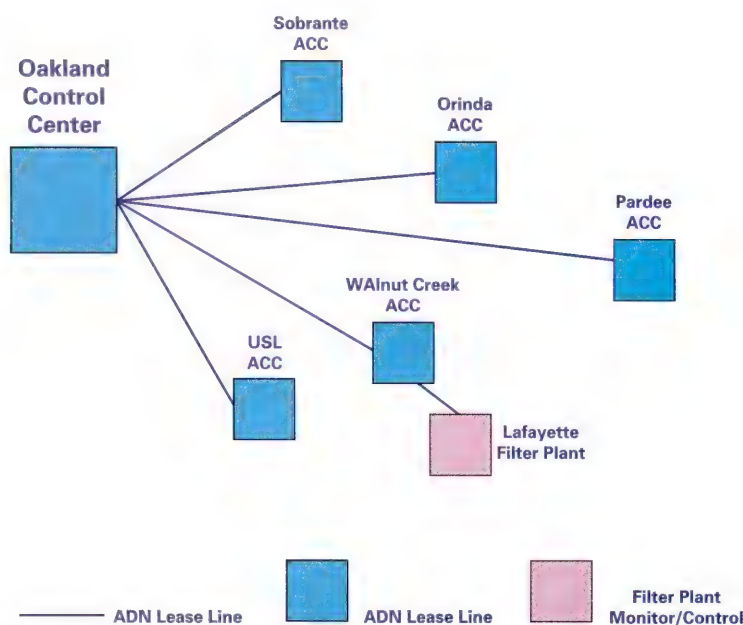 Sobrante
ACC
Oakland
Control
Center
Orinda
ACC
Pardee
ACC
WAlnut Creek
ACC
USL
ACC
Lafayette
Filter Plant
ADN Lease Line
ADN Lease Line
Filter Plant
Monitor/Control